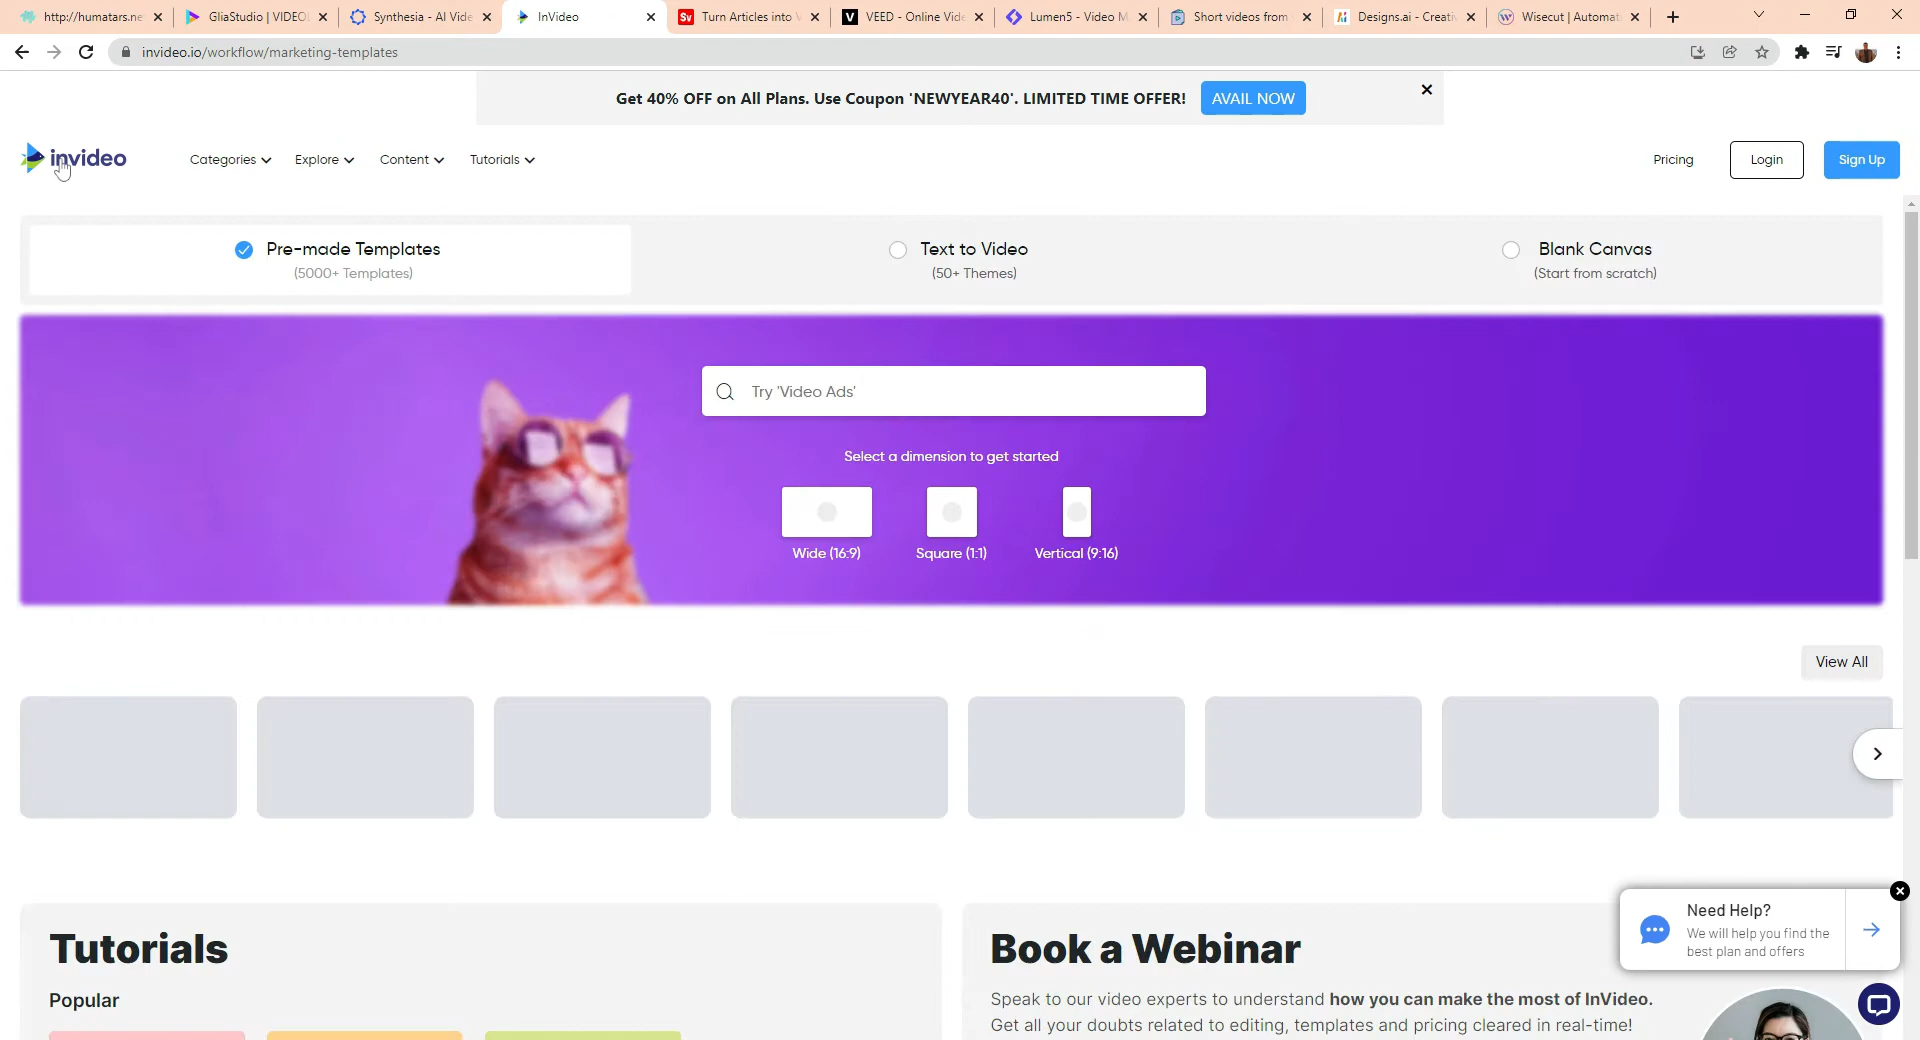 http://humatars.ne
GliaStudio | VIDEO
Synthesia - AI Vide
InVideo
Turn Articles into V
VEED - Online Vide
Lumen5 - Video M
Short videos from
Designs.ai - Creati
Wisecut | Automat
invideo.io/workflow/marketing-templates
Get 40% OFF on All Plans. Use Coupon 'NEWYEAR40'. LIMITED TIME OFFER!
AVAIL NOW
invideo
Categories
Explore
Content
Tutorials
Pricing
Login
Sign Up
Pre-made Templates
(5000+ Templates)
Text to Video
(50+ Themes)
Blank Canvas
(Start from scratch)
Try 'Video Ads'
Select a dimension to get started
Wide (16:9)
Square (1:1)
Vertical (9:16)
View All
Tutorials
Popular
Book a Webinar
Speak to our video experts to understand how you can make the most of InVideo.
Get all your doubts related to editing, templates and pricing cleared in real-time!
Need Help?
We will help you find the
best plan and offers